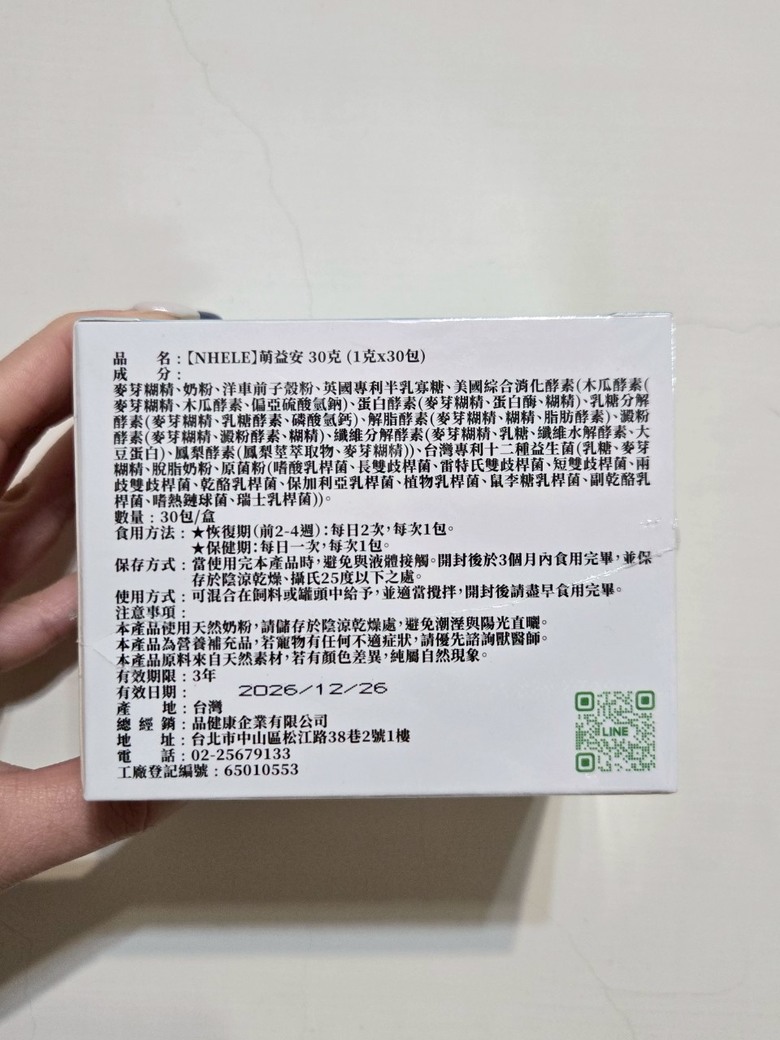 品　　名：【NHELE】萌益安 30克 (1克x30包)
成　　分：
麥芽糊精、奶粉、洋車前子殼粉、英國專利半乳寡糖、美國綜合消化酵素(木瓜酵素(
麥芽糊精、木瓜酵素、偏亞硫酸氫鈉)、蛋白酵素(麥芽糊精、蛋白酶、糊精)、乳糖分解
酵素(麥芽糊精、乳糖酵素、磷酸氫鈣)、解脂酵素(麥芽糊精、糊精、脂肪酵素)、澱粉
酵素(麥芽糊精、澱粉酵素、糊精)、纖維分解酵素(麥芽糊精、乳糖、纖維水解酵素、大
豆蛋白)、鳳梨酵素(鳳梨莖萃取物、麥芽糊精))、台灣專利十二種益生菌(乳糖、麥芽
糊精、脫脂奶粉、原菌粉(嗜酸乳桿菌、長雙歧桿菌、雷特氏雙歧桿菌、短雙歧桿菌、兩
歧雙歧桿菌、乾酪乳桿菌、保加利亞乳桿菌、植物乳桿菌、鼠李糖乳桿菌、副乾酪乳
桿菌、嗜熱鏈球菌、瑞士乳桿菌))。
數量：30包/盒
食用方法：★恢復期(前2-4週)：每日2次，每次1包。
★保健期：每日一次，每次1包。
保存方式：當使用完本產品時，避免與液體接觸。開封後於3個月內食用完畢，並保
存於陰涼乾燥、攝氏25度以下之處。
使用方式：可混合在飼料或罐頭中給予，並適當攪拌，開封後請盡早食用完畢。
注意事項：
本產品使用天然奶粉，請儲存於陰涼乾燥處，避免潮溼與陽光直曬。
本產品為營養補充品，若寵物有任何不適症狀，請優先諮詢獸醫師。
本產品原料來自天然素材，若有顏色差異，純屬自然現象。
有效期限：3年
有效日期：　2026/12/26
產　　地：台灣
總 經 銷：品健康企業有限公司
地　　址：台北市中山區松江路38巷2號1樓
電　　話：02-25679133
工廠登記編號：65010553
LINE